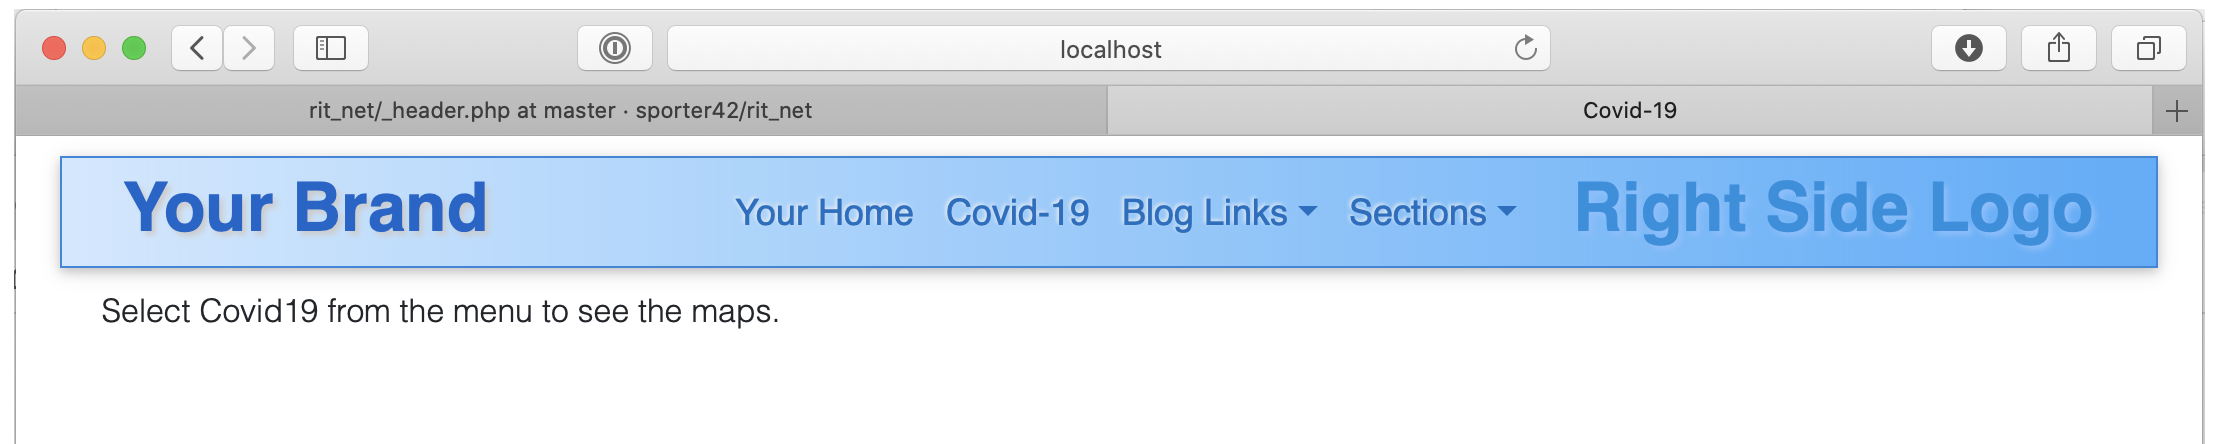 localhost
rit_net/_header.php at master · sporter42/rit_net Covid-19
Your Brand Your Home Covid-19 Blog Links Sections Right Side Logo
Select Covid19 from the menu to see the maps.